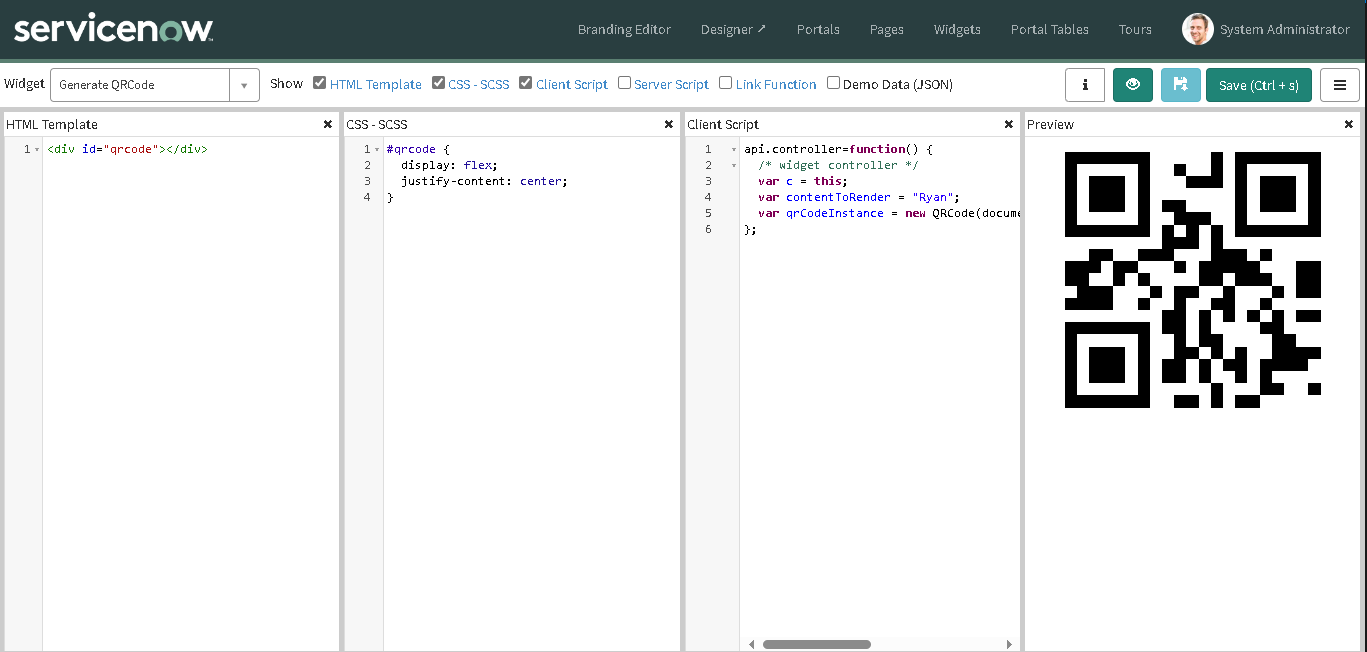 servicenow
Branding Editor Designer ↗ Portals Pages Widgets Portal Tables Tours System Administrator
Widget Generate QRCode Show HTML Template CSS - SCSS Client Script Server Script Link Function Demo Data (JSON) i Save (Ctrl + s)
HTML Template
1 <div id="qrcode"></div>
CSS - SCSS
1 #qrcode {
2 display: flex;
3 justify-content: center;
4 }
Client Script
1 api.controller=function() {
2 /* widget controller */
3 var c = this;
4 var contentToRender = "Ryan";
5 var qrCodeInstance = new QRCode(docume
6 };
Preview